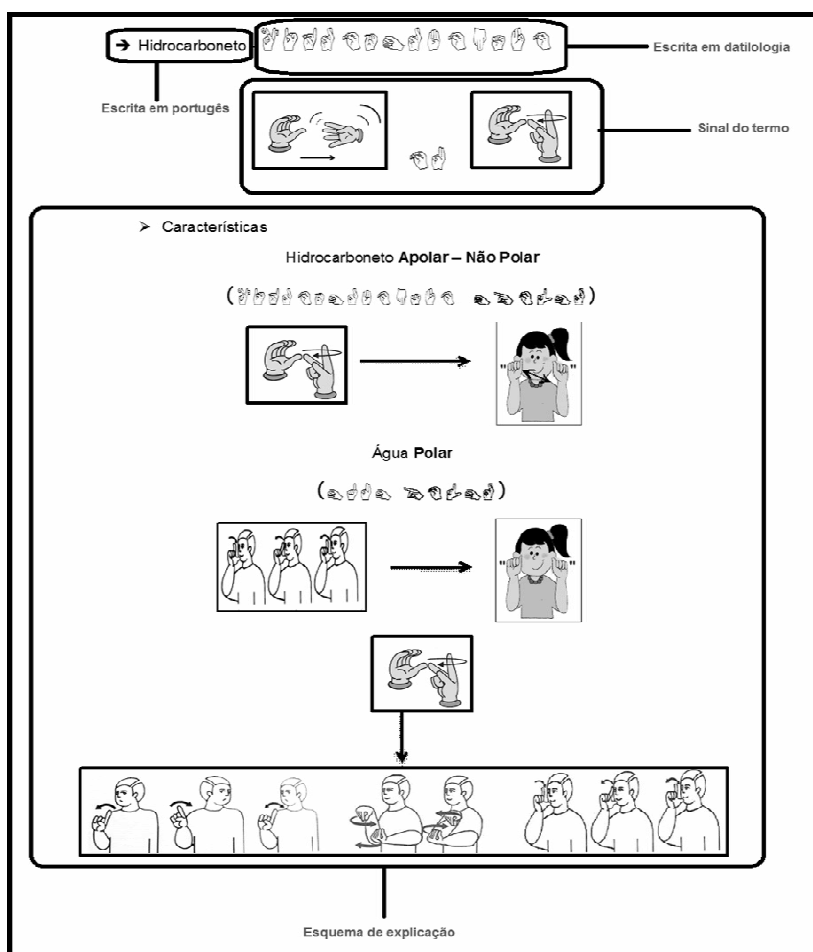 ➔ Hidrocarboneto
Escrita em datilologia
Escrita em portugês
Sinal do termo
➢ Características
Hidrocarboneto Apolar – Não Polar
Água Polar
Esquema de explicação